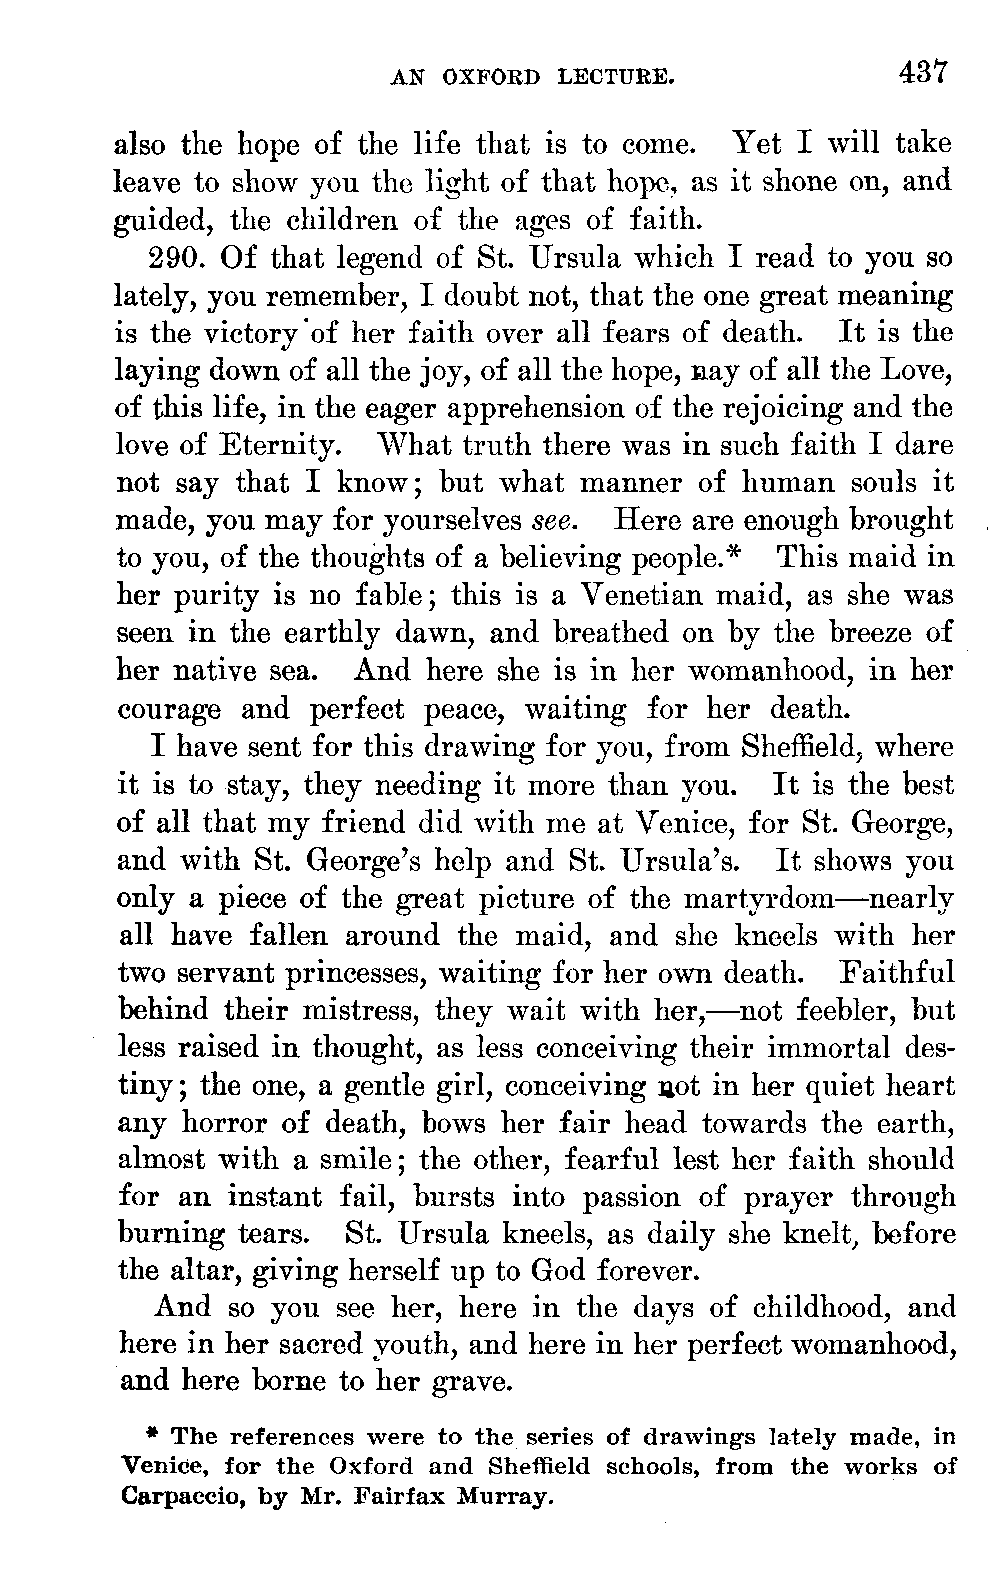 AN OXFORD LECTURE. 437
also the hope of the life that is to come. Yet I will take
leave to show you the light of that hope, as it shone on, and
guided, the children of the ages of faith.
290. Of that legend of St. Ursula which I read to you so
lately, you remember, I doubt not, that the one great meaning
is the victory of her faith over all fears of death. It is the
laying down of all the joy, of all the hope, nay of all the Love,
of this life, in the eager apprehension of the rejoicing and the
love of Eternity. What truth there was in such faith I dare
not say that I know; but what manner of human souls it
made, you may for yourselves see. Here are enough brought
to you, of the thoughts of a believing people.* This maid in
her purity is no fable; this is a Venetian maid, as she was
seen in the earthly dawn, and breathed on by the breeze of
her native sea. And here she is in her womanhood, in her
courage and perfect peace, waiting for her death.
I have sent for this drawing for you, from Sheffield, where
it is to stay, they needing it more than you. It is the best
of all that my friend did with me at Venice, for St. George,
and with St. George's help and St. Ursula's. It shows you
only a piece of the great picture of the martyrdom—nearly
all have fallen around the maid, and she kneels with her
two servant princesses, waiting for her own death. Faithful
behind their mistress, they wait with her,—not feebler, but
less raised in thought, as less conceiving their immortal des-
tiny; the one, a gentle girl, conceiving not in her quiet heart
any horror of death, bows her fair head towards the earth,
almost with a smile; the other, fearful lest her faith should
for an instant fail, bursts into passion of prayer through
burning tears. St. Ursula kneels, as daily she knelt, before
the altar, giving herself up to God forever.
And so you see her, here in the days of childhood, and
here in her sacred youth, and here in her perfect womanhood,
and here borne to her grave.
* The references were to the series of drawings lately made, in
Venice, for the Oxford and Sheffield schools, from the works of
Carpaccio, by Mr. Fairfax Murray.